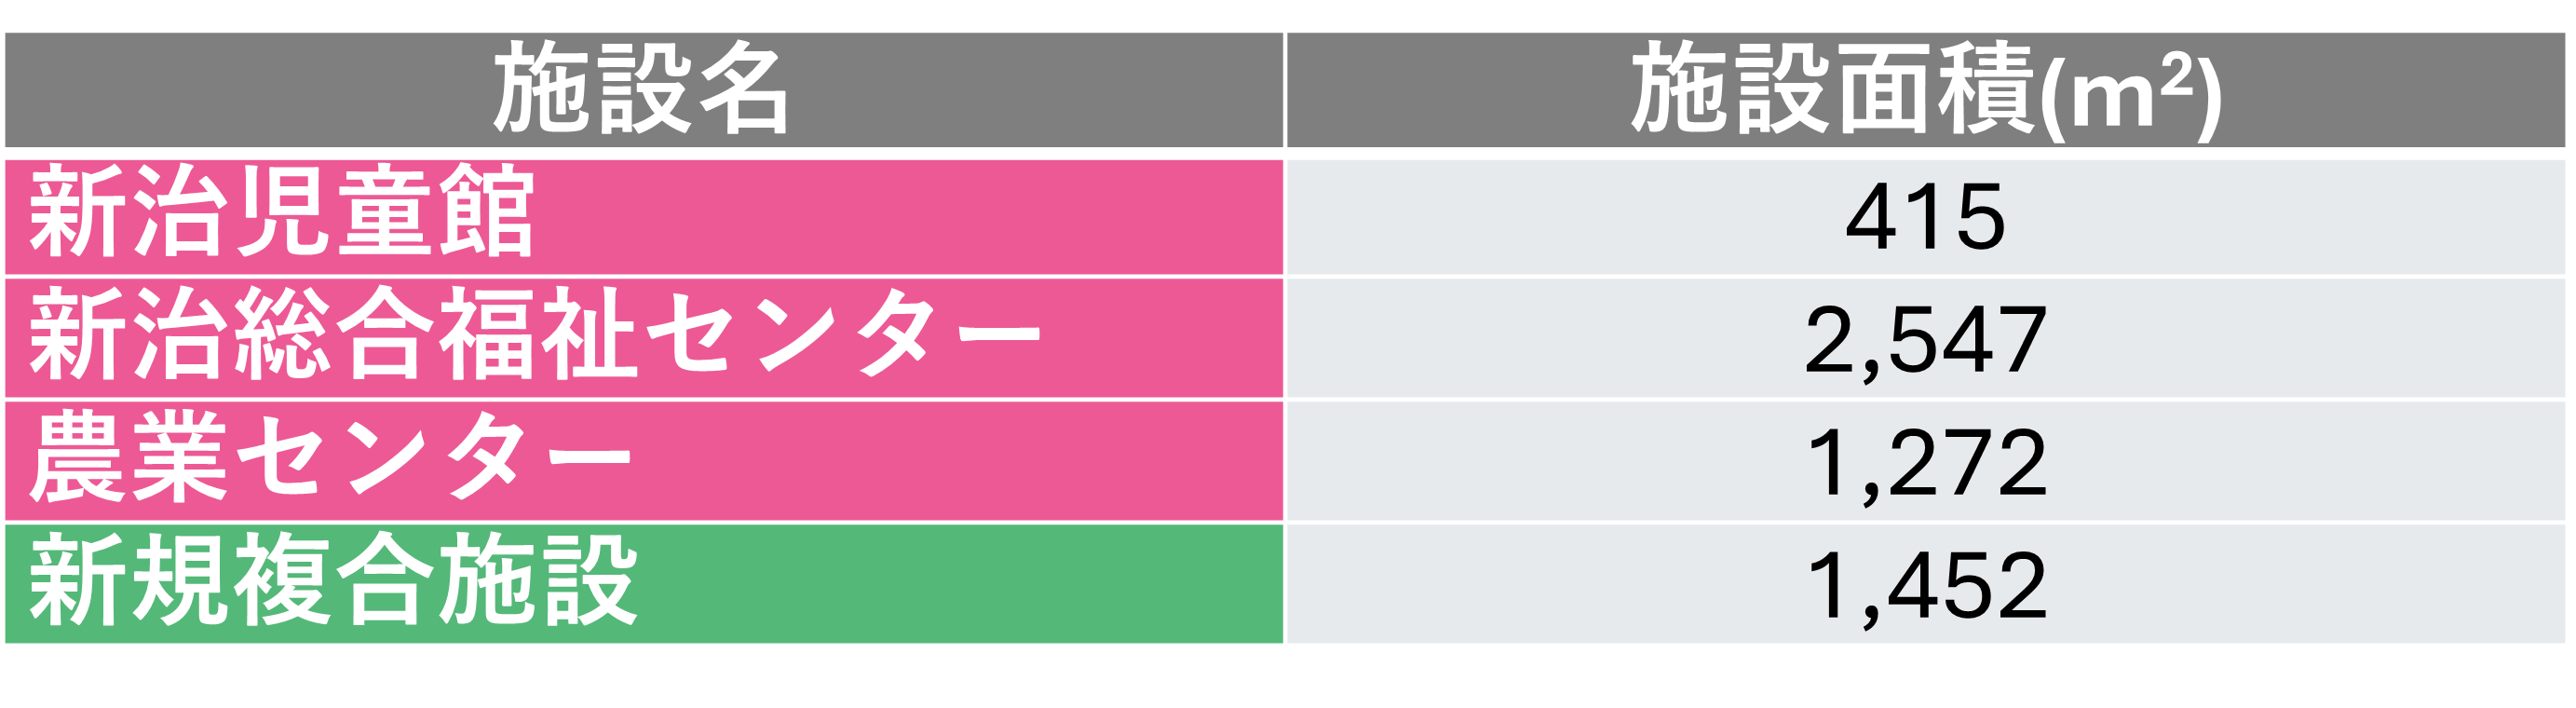 施設名 施設面積(m²)
新治児童館 415
新治総合福祉センター 2,547
農業センター 1,272
新規複合施設 1,452